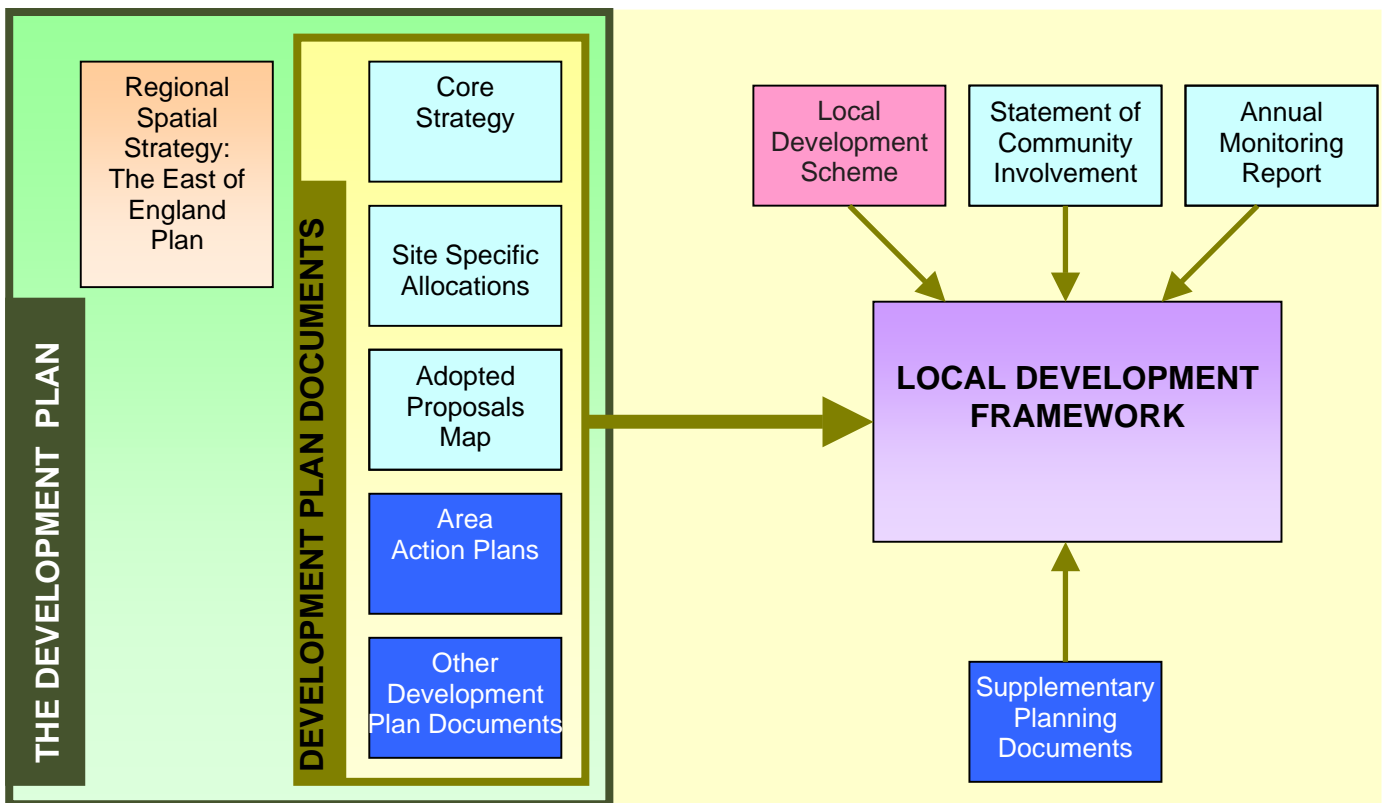 THE DEVELOPMENT PLAN
Regional
Spatial
Strategy:
The East of
England
Plan
DEVELOPMENT PLAN DOCUMENTS
Core
Strategy
Site Specific
Allocations
Adopted
Proposals
Map
Area
Action Plans
Other
Development
Plan Documents
Local
Development
Scheme
Statement of
Community
Involvement
Annual
Monitoring
Report
LOCAL DEVELOPMENT
FRAMEWORK
Supplementary
Planning
Documents